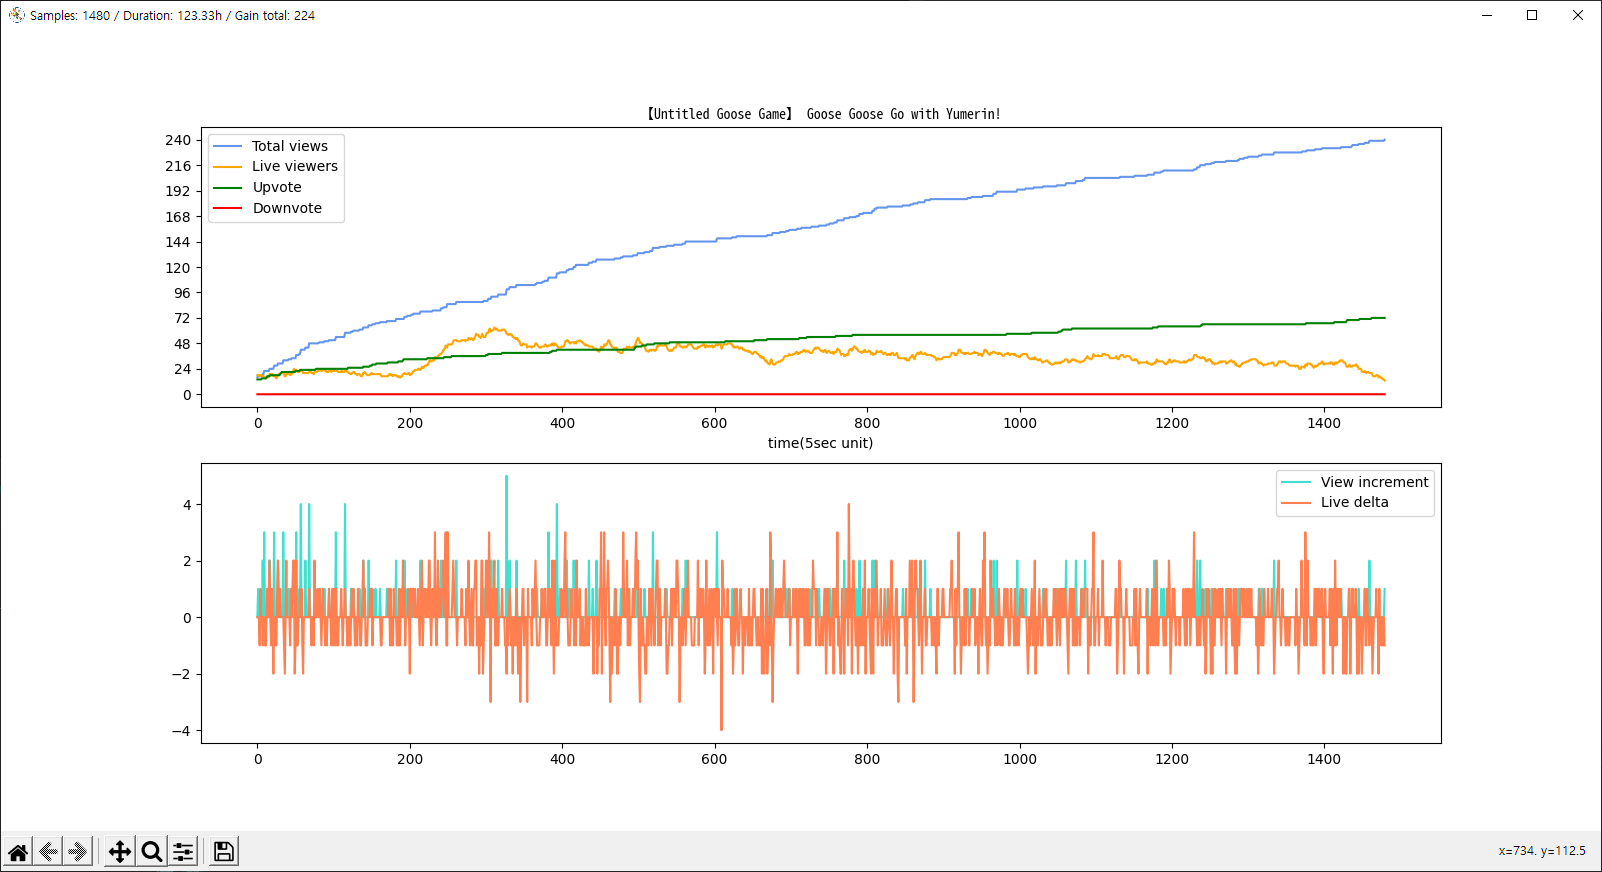 Samples: 1480 / Duration: 123.33h / Gain total: 224
【Untitled Goose Game】 Goose Goose Go with Yumerin!
Total views
Live viewers
Upvote
Downvote
240
216
192
168
144
120
96
72
48
24
0
0 200 400 600 800 1000 1200 1400
time(5sec unit)
View increment
Live delta
4
2
0
−2
−4
0 200 400 600 800 1000 1200 1400
x=734. y=112.5